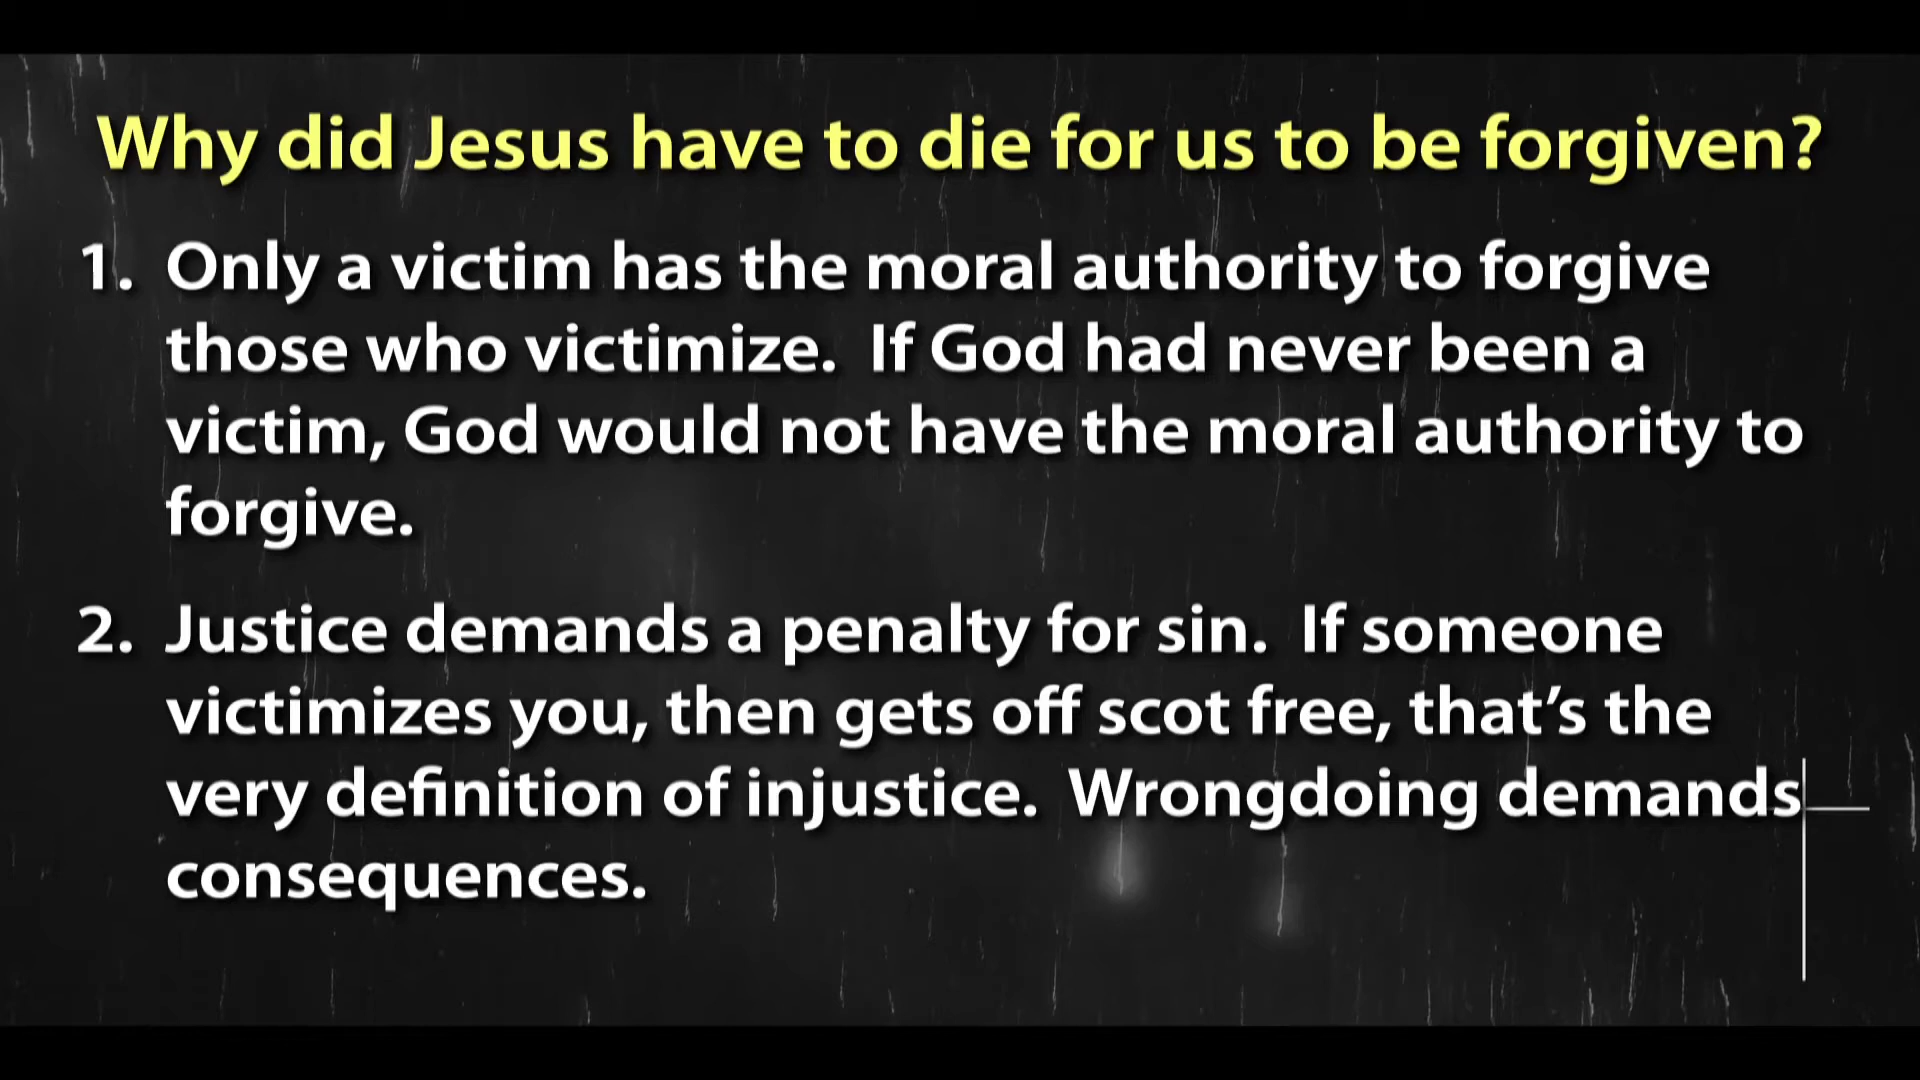 Why did Jesus have to die for us to be forgiven?
1. Only a victim has the moral authority to forgive
those who victimize.  If God had never been a
victim, God would not have the moral authority to
forgive.
2. Justice demands a penalty for sin.  If someone
victimizes you, then gets off scot free, that’s the
very definition of injustice.  Wrongdoing demands
consequences.